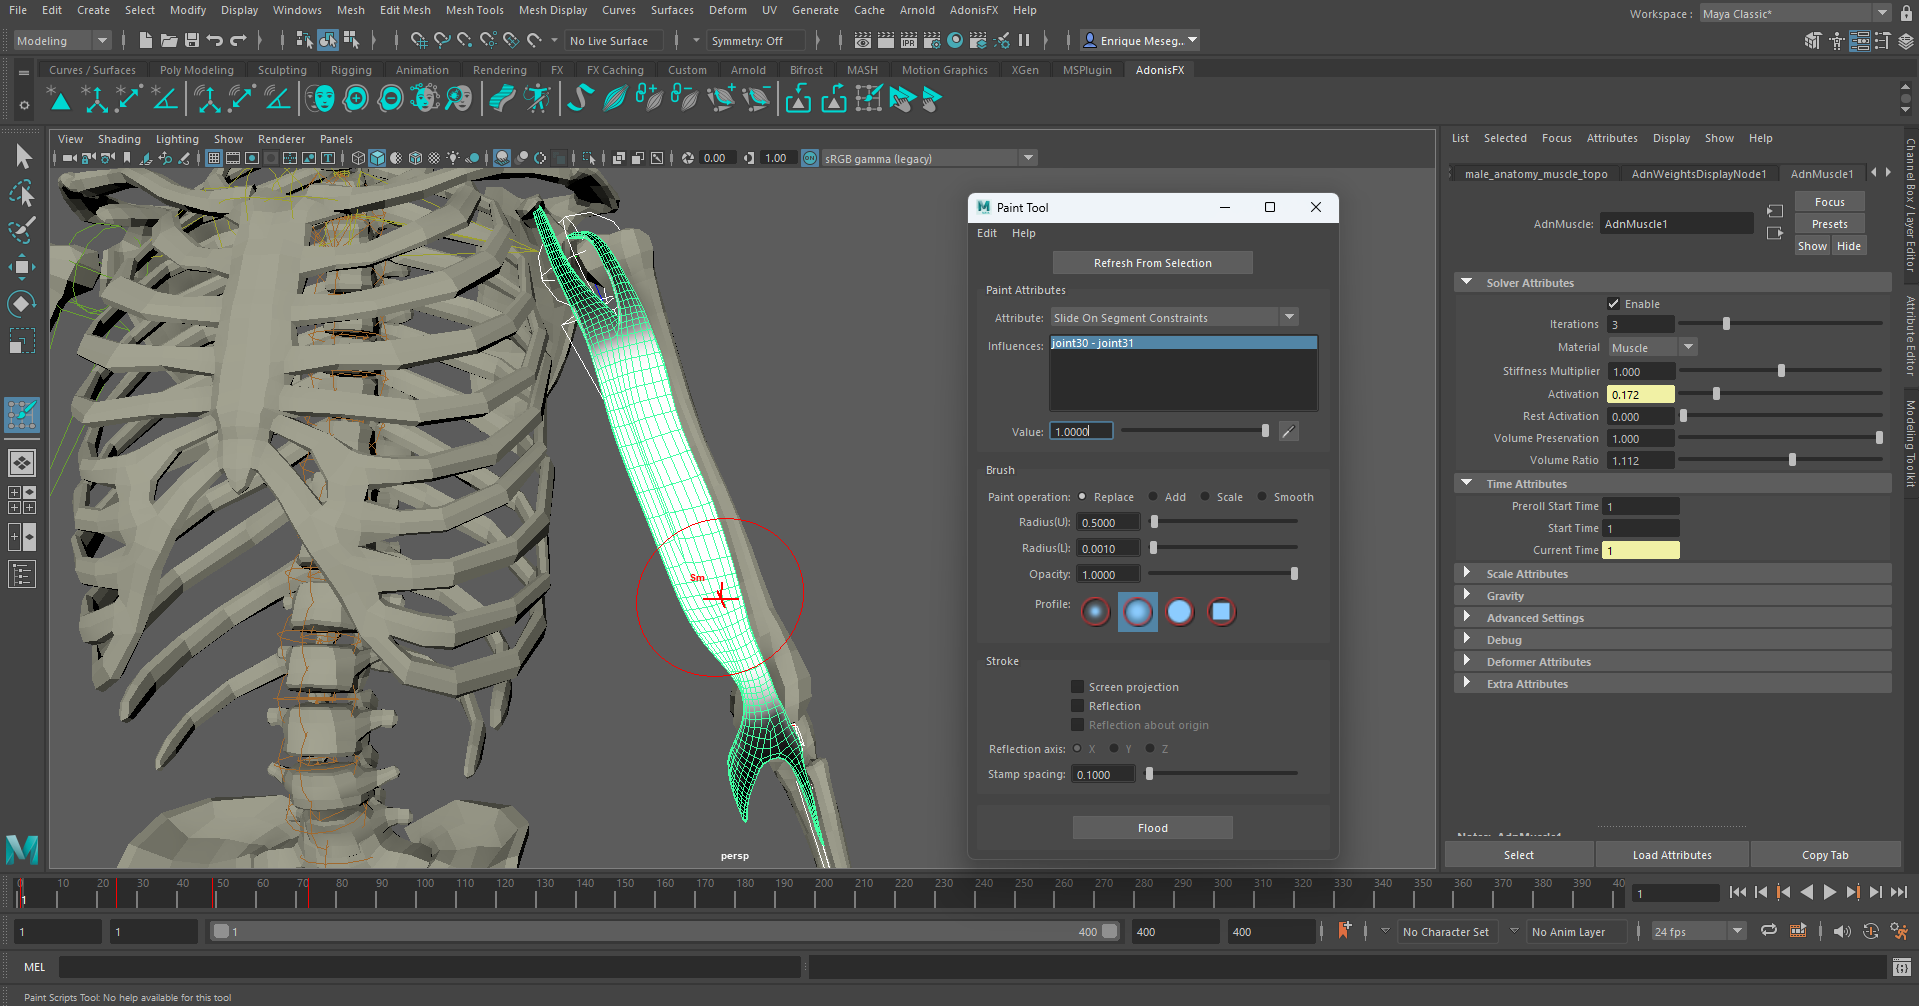 File Edit Create Select Modify Display Windows Mesh Edit Mesh Mesh Tools Mesh Display Curves Surfaces Deform UV Generate Cache Arnold AdonisFX Help
Workspace : Maya Classic*
Modeling No Live Surface Symmetry: Off IPR Enrique Meseg...
Curves / Surfaces Poly Modeling Sculpting Rigging Animation Rendering FX FX Caching Custom Arnold Bifrost MASH Motion Graphics XGen MSPlugin AdonisFX
View Shading Lighting Show Renderer Panels
0.00 1.00 ON sRGB gamma (legacy)
Sm
persp
M Paint Tool
Edit Help
Refresh From Selection
Paint Attributes
Attribute: Slide On Segment Constraints
Influences: joint30 - joint31
Value: 1.0000
Brush
Paint operation: Replace Add Scale Smooth
Radius(U): 0.5000
Radius(L): 0.0010
Opacity: 1.0000
Profile:
Stroke
Screen projection
Reflection
Reflection about origin
Reflection axis: X Y Z
Stamp spacing: 0.1000
Flood
List Selected Focus Attributes Display Show Help
male_anatomy_muscle_topo AdnWeightsDisplayNode1 AdnMuscle1
Focus
AdnMuscle: AdnMuscle1 Presets
Show Hide
Solver Attributes
Enable
Iterations 3
Material Muscle
Stiffness Multiplier 1.000
Activation 0.172
Rest Activation 0.000
Volume Preservation 1.000
Volume Ratio 1.112
Time Attributes
Preroll Start Time 1
Start Time 1
Current Time 1
Scale Attributes
Gravity
Advanced Settings
Debug
Deformer Attributes
Extra Attributes
Notes: AdnMuscle1
Select Load Attributes Copy Tab
Channel Box / Layer Editor
Attribute Editor
Modeling Toolkit
M
0 10 20 30 40 50 60 70 80 90 100 110 120 130 140 150 160 170 180 190 200 210 220 230 240 250 260 270 280 290 300 310 320 330 340 350 360 370 380 390 40
1 1
1 1 1 400 400 400 No Character Set No Anim Layer 24 fps
MEL
Paint Scripts Tool: No help available for this tool